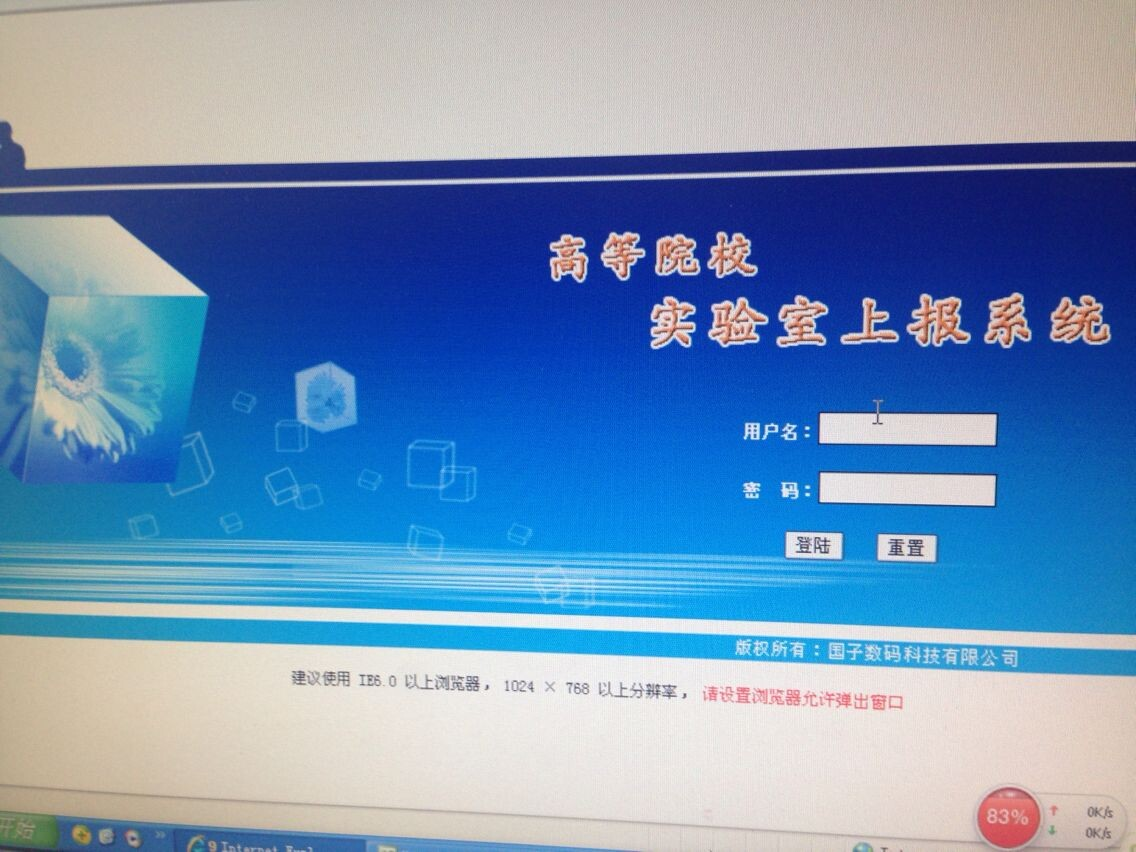 高等院校
实验室上报系统
用户名：
密 码：
登陆 重置
版权所有：国子数码科技有限公司
建议使用 IE6.0 以上浏览器，1024 × 768 以上分辨率，请设置浏览器允许弹出窗口
开始
9 Internet Expl
83%
0K/s
0K/s